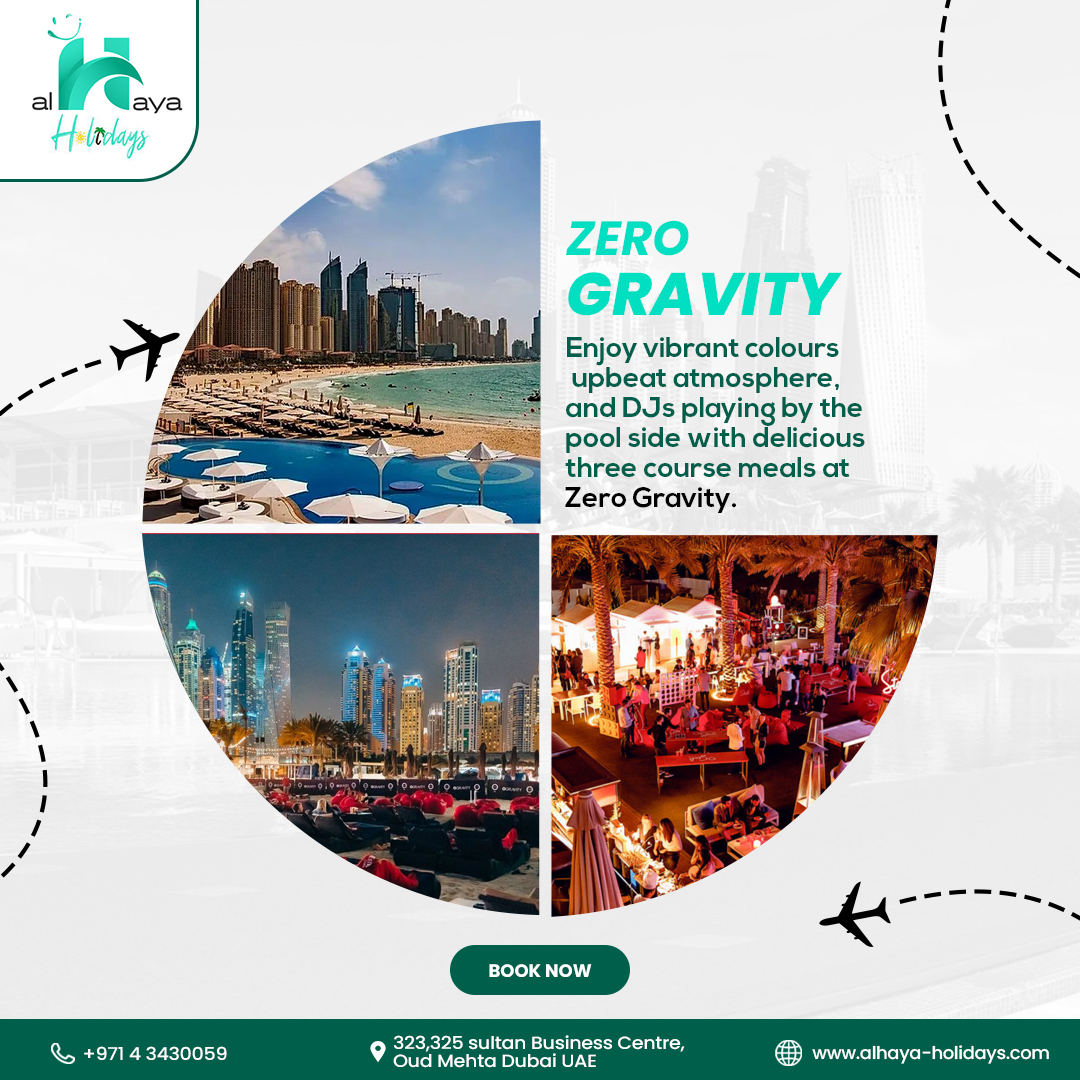 al Haya
Holidays
ZERO
GRAVITY
Enjoy vibrant colours
upbeat atmosphere,
and DJs playing by the
pool side with delicious
three course meals at
Zero Gravity.
BOOK NOW
+971 4 3430059
323,325 sultan Business Centre,
Oud Mehta Dubai UAE
www.alhaya-holidays.com